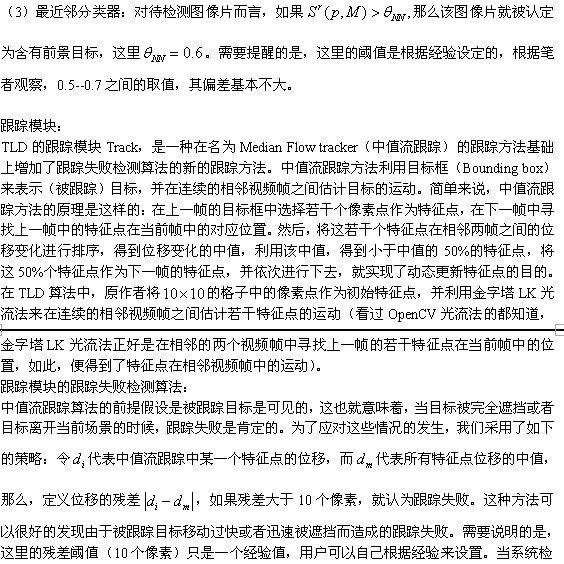 （3）最近邻分类器：对待检测图像片而言，如果 S^r(p,M) > θ_NN,那么该图像片就被认定
为含有前景目标，这里 θ_NN = 0.6。需要提醒的是，这里的阈值是根据经验设定的，根据笔
者观察，0.5--0.7 之间的取值，其偏差基本不大。
跟踪模块：
TLD 的跟踪模块 Track，是一种在名为 Median Flow tracker（中值流跟踪）的跟踪方法基础
上增加了跟踪失败检测算法的新的跟踪方法。中值流跟踪方法利用目标框（Bounding box）
来表示（被跟踪）目标，并在连续的相邻视频帧之间估计目标的运动。简单来说，中值流跟
踪方法的原理是这样的：在上一帧的目标框中选择若干个像素点作为特征点，在下一帧中寻
找上一帧中的特征点在当前帧中的对应位置。然后，将这若干个特征点在相邻两帧之间的位
移变化进行排序，得到位移变化的中值，利用该中值，得到小于中值的 50%的特征点，将
这 50%个特征点作为下一帧的特征点，并依次进行下去，就实现了动态更新特征点的目的。
在 TLD 算法中，原作者将10×10的格子中的像素点作为初始特征点，并利用金字塔 LK 光
流法来在连续的相邻视频帧之间估计若干特征点的运动（看过 OpenCV 光流法的都知道，
金字塔 LK 光流法正好是在相邻的两个视频帧中寻找上一帧的若干特征点在当前帧中的位
置，如此，便得到了特征点在相邻视频帧中的运动）。
跟踪模块的跟踪失败检测算法：
中值流跟踪算法的前提假设是被跟踪目标是可见的，这也就意味着，当目标被完全遮挡或者
目标离开当前场景的时候，跟踪失败是肯定的。为了应对这些情况的发生，我们采用了如下
的策略：令 d_i 代表中值流跟踪中某一个特征点的位移，而 d_m 代表所有特征点位移的中值，
那么，定义位移的残差 |d_i − d_m|，如果残差大于 10 个像素，就认为跟踪失败。这种方法可
以很好的发现由于被跟踪目标移动过快或者迅速被遮挡而造成的跟踪失败。需要说明的是，
这里的残差阈值（10 个像素）只是一个经验值，用户可以自己根据经验来设置。当系统检